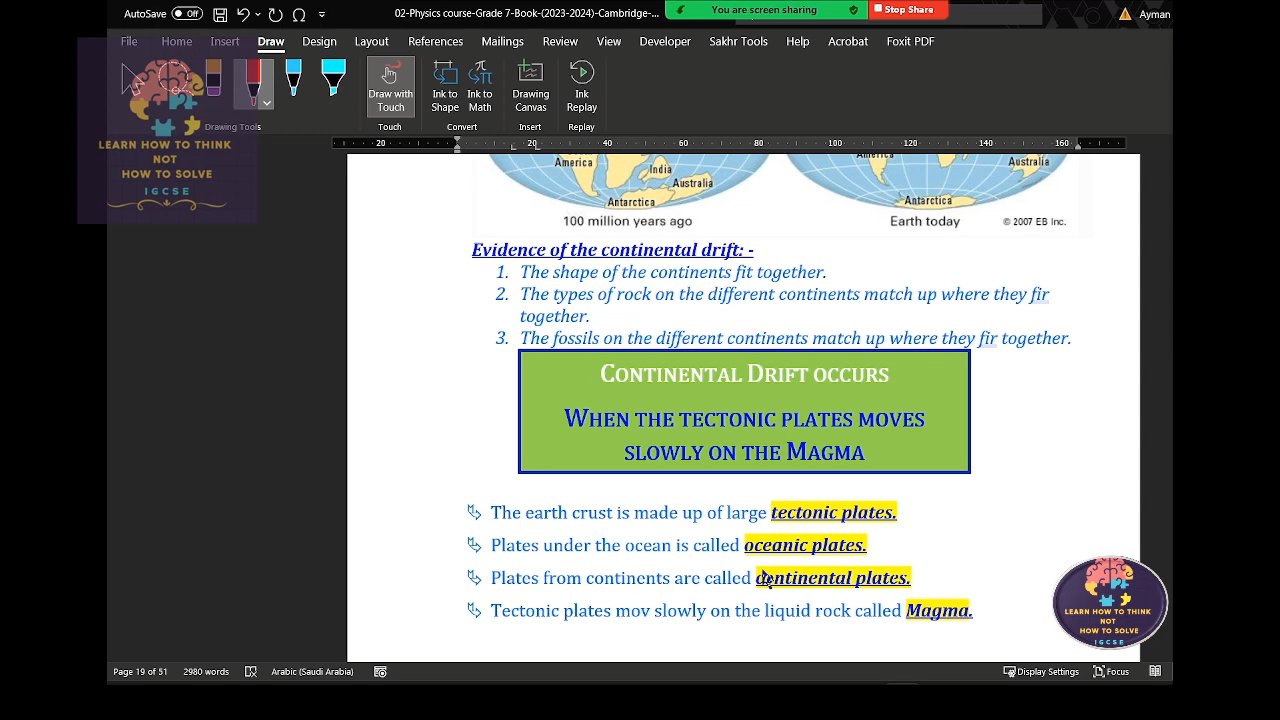 AutoSave Off
02-Physics course-Grade 7-Book-(2023-2024)-Cambridge-...
You are screen sharing
Stop Share
Ayman
File Home Insert Draw Design Layout References Mailings Review View Developer Sakhr Tools Help Acrobat Foxit PDF
Draw with Touch
Ink to Shape
Ink to Math
Drawing Canvas
Ink Replay
Drawing Tools Touch Convert Insert Replay
LEARN HOW TO THINK
NOT
HOW TO SOLVE
IGCSE
20 20 40 60 80 100 120 140 160
America
India
Australia
Antarctica
100 million years ago
America
Australia
Antarctica
Earth today
© 2007 EB Inc.
Evidence of the continental drift: -
1. The shape of the continents fit together.
2. The types of rock on the different continents match up where they fir
together.
3. The fossils on the different continents match up where they fir together.
CONTINENTAL DRIFT OCCURS
WHEN THE TECTONIC PLATES MOVES
SLOWLY ON THE MAGMA
The earth crust is made up of large tectonic plates.
Plates under the ocean is called oceanic plates.
Plates from continents are called continental plates.
Tectonic plates mov slowly on the liquid rock called Magma.
LEARN HOW TO THINK
NOT
HOW TO SOLVE
IGCSE
Page 19 of 51 2980 words Arabic (Saudi Arabia) Display Settings Focus